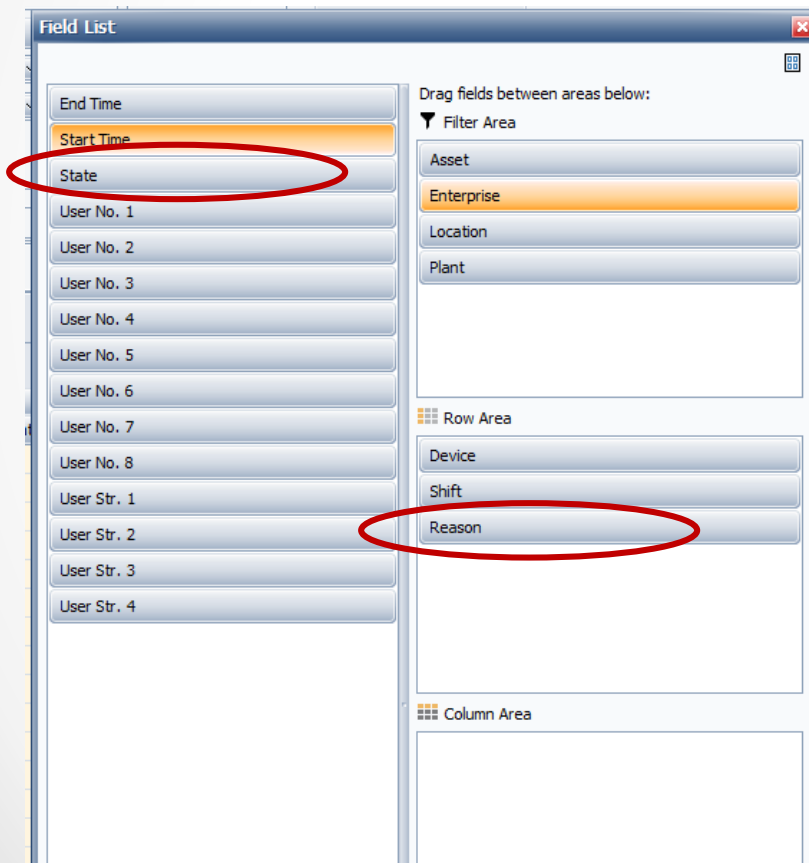 Field List
End Time
Start Time
State
User No. 1
User No. 2
User No. 3
User No. 4
User No. 5
User No. 6
User No. 7
User No. 8
User Str. 1
User Str. 2
User Str. 3
User Str. 4
Drag fields between areas below:
Filter Area
Asset
Enterprise
Location
Plant
Row Area
Device
Shift
Reason
Column Area